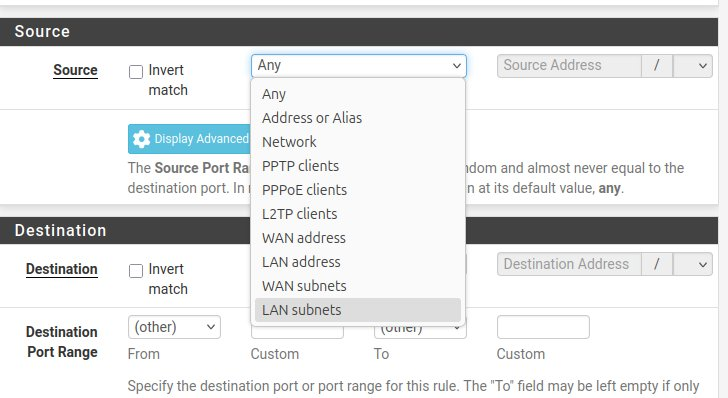 Source
Source
Invert match
Any
Source Address
/
Any
Address or Alias
Network
PPTP clients
PPPoE clients
L2TP clients
WAN address
LAN address
WAN subnets
LAN subnets
Display Advanced
The Source Port Ra
ndom and almost never equal to the
destination port. In
n at its default value, any.
Destination
Destination
Invert match
Destination Address
/
Destination Port Range
(other)
(other)
From
Custom
To
Custom
Specify the destination port or port range for this rule. The "To" field may be left empty if only